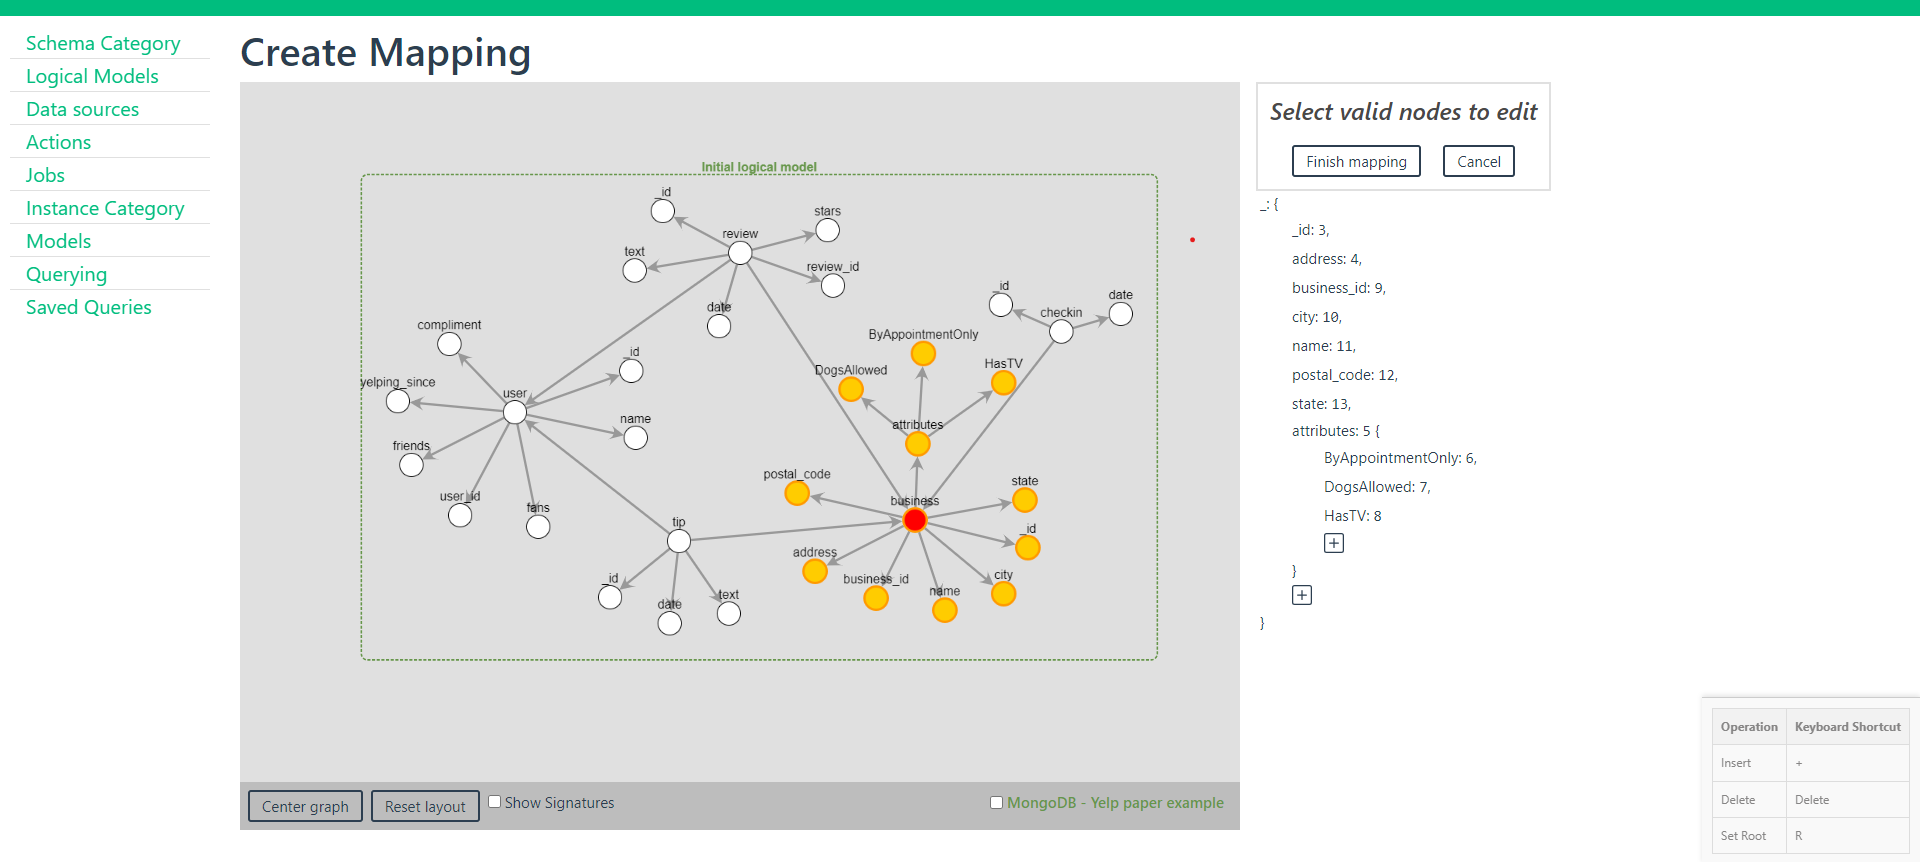 Schema Category
Logical Models
Data sources
Actions
Jobs
Instance Category
Models
Querying
Saved Queries
Create Mapping
Initial logical model
_id
stars
review
text
review_id
date
_id
date
checkin
compliment
ByAppointmentOnly
_id
HasTV
DogsAllowed
yelping_since
user
name
attributes
friends
postal_code
state
user_id
business
fans
tip
_id
address
business_id
city
_id
name
date
text
Center graph
Reset layout
Show Signatures
MongoDB - Yelp paper example
Select valid nodes to edit
Finish mapping
Cancel
_: {
_id: 3,
address: 4,
business_id: 9,
city: 10,
name: 11,
postal_code: 12,
state: 13,
attributes: 5 {
ByAppointmentOnly: 6,
DogsAllowed: 7,
HasTV: 8
+
}
+
}
Operation Keyboard Shortcut
Insert +
Delete Delete
Set Root R